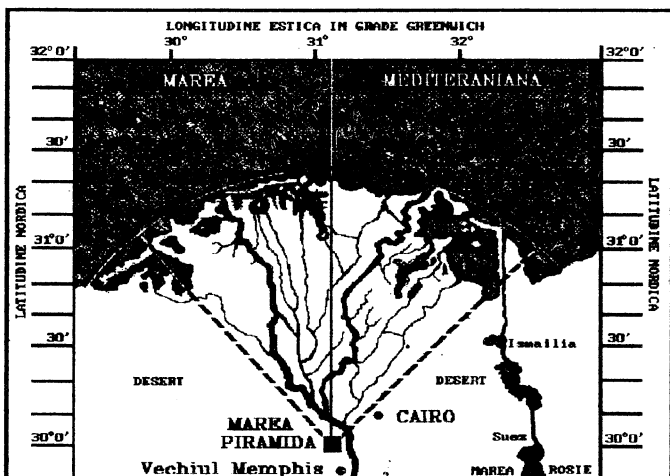 LONGITUDINE ESTICA IN GRADE GREENWICH
30° 31° 32°
32°0' 32°0'
MAREA MEDITERANIANA
30' 30'
LATITUDINE NORDICA
LATITUDINE NORDICA
31°0' 31°0'
30' 30'
Ismailia
DESERT DESERT
MAREA
PIRAMIDA
CAIRO
30°0' 30°0'
Suez
Vechiul Memphis
MAREA ROSIE